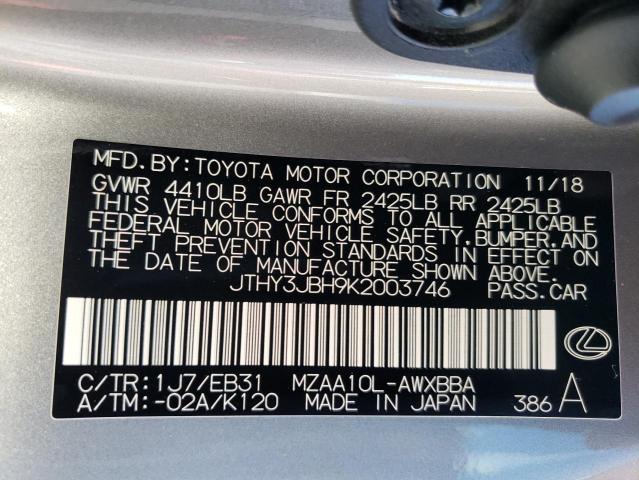 MFD. BY: TOYOTA MOTOR CORPORATION 11/18
GVWR 4410LB GAWR FR 2425LB RR 2425LB
THIS VEHICLE CONFORMS TO ALL APPLICABLE
FEDERAL MOTOR VEHICLE SAFETY, BUMPER, AND
THEFT PREVENTION STANDARDS IN EFFECT ON
THE DATE OF MANUFACTURE SHOWN ABOVE.
JTHY3JBH9K2003746 PASS. CAR
C/TR: 1J7/EB31 MZAA10L-AWXBBA
A/TM: -02A/K120 MADE IN JAPAN 386 A